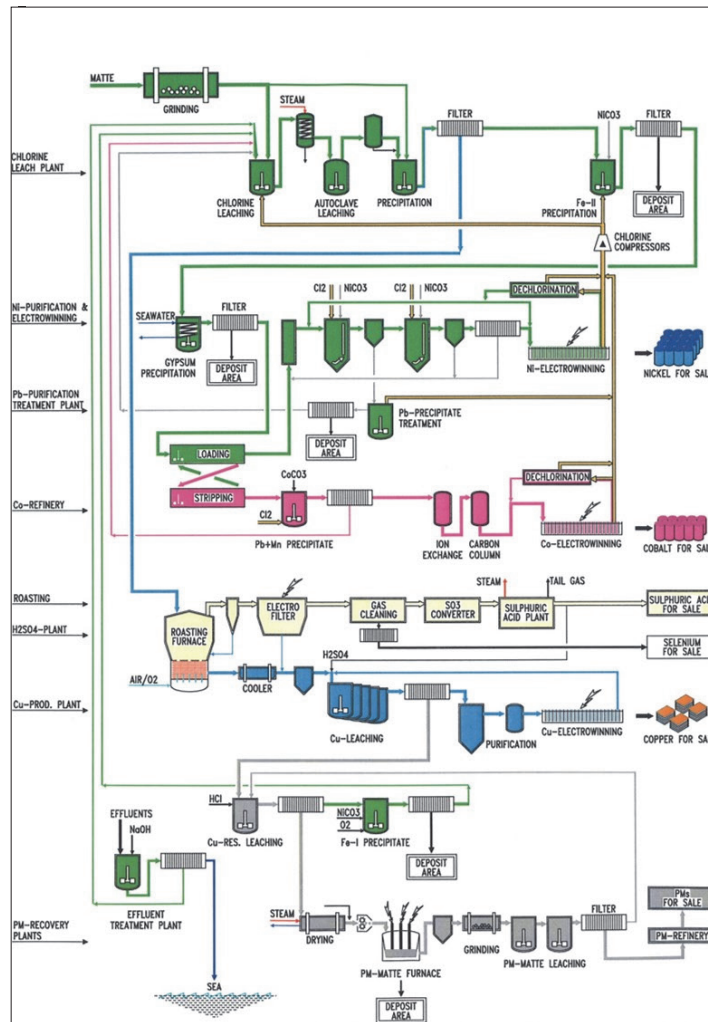 MATTE
GRINDING
STEAM
FILTER
NICO3
FILTER
CHLORINE
LEACH PLANT
CHLORINE
LEACHING
AUTOCLAVE
LEACHING
PRECIPITATION
Fe-II
PRECIPITATION
DEPOSIT
AREA
CHLORINE
COMPRESSORS
Cl2
NiCO3
Cl2
NiCO3
DECHLORINATION
Ni-PURIFICATION &
ELECTROWINNING
SEAWATER
FILTER
GYPSUM
PRECIPITATION
DEPOSIT
AREA
Ni-ELECTROWINNING
NICKEL FOR SAL
Pb-PURIFICATION
TREATMENT PLANT
Pb-PRECIPITATE
TREATMENT
DEPOSIT
AREA
LOADING
STRIPPING
CoCO3
Cl2
Pb+Mn PRECIPITATE
DECHLORINATION
Co-REFINERY
ION
EXCHANGE
CARBON
COLUMN
Co-ELECTROWINNING
COBALT FOR SAL
ROASTING
STEAM
TAIL GAS
ROASTING
FURNACE
ELECTRO
FILTER
GAS
CLEANING
SO3
CONVERTER
SULPHURIC
ACID PLANT
SULPHURIC ACID
FOR SALE
H2SO4-PLANT
SELENIUM
FOR SALE
AIR/O2
COOLER
H2SO4
Cu-PROD. PLANT
Cu-LEACHING
PURIFICATION
Cu-ELECTROWINNING
COPPER FOR SA
HCl
Cu-RES. LEACHING
NiCO3
O2
Fe-I PRECIPITATE
DEPOSIT
AREA
EFFLUENTS
NaOH
EFFLUENT
TREATMENT PLANT
PM-RECOVERY
PLANTS
STEAM
DRYING
PM-MATTE FURNACE
GRINDING
PM-MATTE LEACHING
FILTER
PMs
FOR SALE
PM-REFINERY
SEA
DEPOSIT
AREA